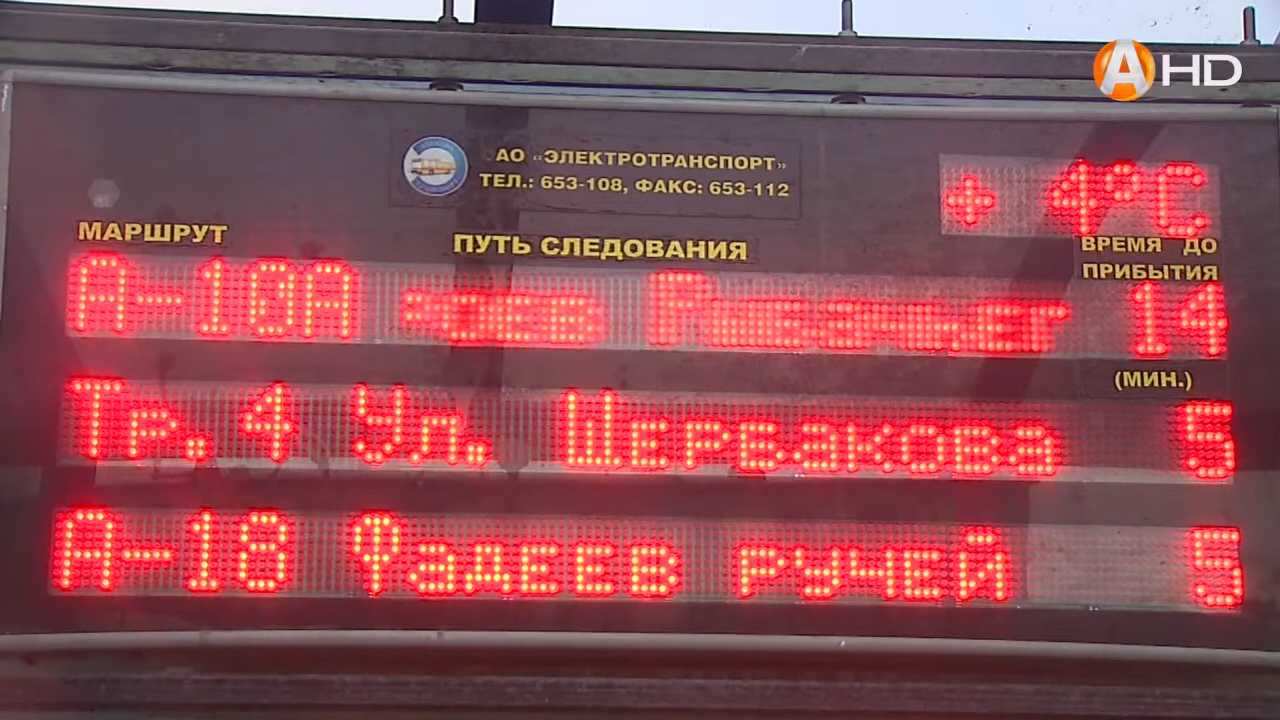 AHD
АО «ЭЛЕКТРОТРАНСПОРТ»
ТЕЛ.: 653-108, ФАКС: 653-112
+ 4°C
МАРШРУТ
ПУТЬ СЛЕДОВАНИЯ
ВРЕМЯ ДО
ПРИБЫТИЯ
А-10А 14
(МИН.)
Тр. 4 Ул. Щербакова 5
А-18 Фадеев ручей 5